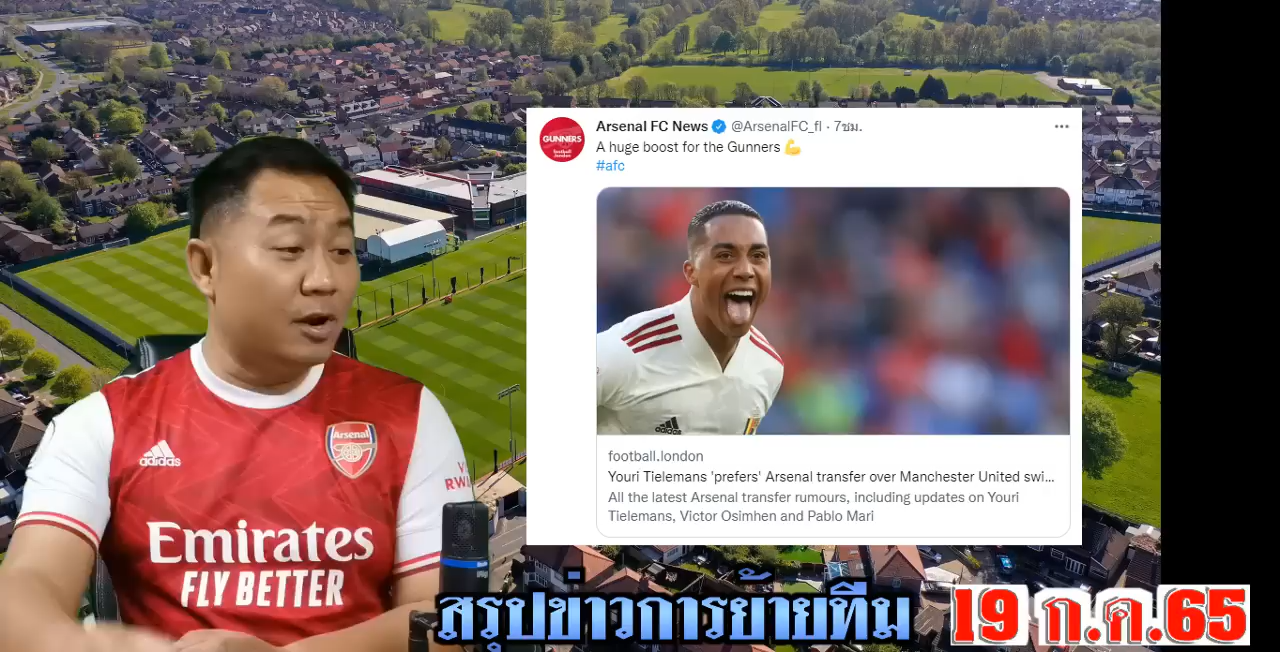 Arsenal FC News @ArsenalFC_fl · 7ชม.
A huge boost for the Gunners 💪
#afc
GUNNERS
football.london
football.london
Youri Tielemans 'prefers' Arsenal transfer over Manchester United swi...
All the latest Arsenal transfer rumours, including updates on Youri
Tielemans, Victor Osimhen and Pablo Mari
adidas
Arsenal
Emirates
FLY BETTER
สรุปข่าวการย้ายทีม
19 ก.ค.65